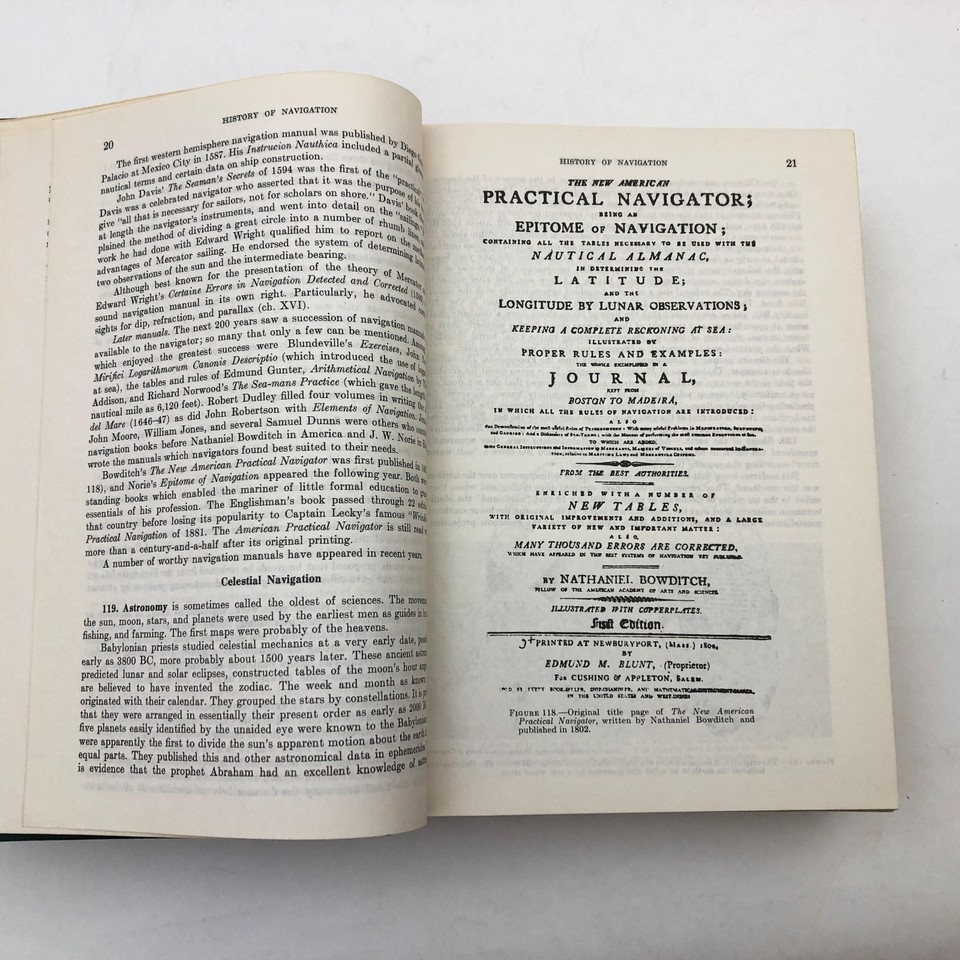 HISTORY OF NAVIGATION
20
The first western hemisphere navigation manual was published by Diego
Palacio at Mexico City in 1587. His Instrucion Nauthica included a partial
nautical terms and certain data on ship construction.
John Davis' The Seaman's Secrets of 1594 was the first of the "practical"
Davis was a celebrated navigator who asserted that it was the purpose of his
give "all that is necessary for sailors, not for scholars on shore." Davis' book
at length the navigator's instruments, and went into detail on the "sailings."
plained the method of dividing a great circle into a number of rhumb lines,
work he had done with Edward Wright qualified him to report on the
advantages of Mercator sailing. He endorsed the system of determining
two observations of the sun and the intermediate bearing.
Although best known for the presentation of the theory of Mercator
Edward Wright's Certaine Errors in Navigation Detected and Corrected
sound navigation manual in its own right. Particularly, he advocated
sights for dip, refraction, and parallax (ch. XVI).
Later manuals. The next 200 years saw a succession of navigation manuals
available to the navigator; so many that only a few can be mentioned. Among
which enjoyed the greatest success were Blundeville's Exercises, John
Mirifici Logarithmorum Canonis Descriptio (which introduced the use of
at sea), the tables and rules of Edmund Gunter, Arithmetical Navigation by
Addison, and Richard Norwood's The Sea-mans Practice (which gave the length
nautical mile as 6,120 feet). Robert Dudley filled four volumes in writing the
del Mare (1646-47) as did John Robertson with Elements of Navigation.
John Moore, William Jones, and several Samuel Dunns were others who
navigation books before Nathaniel Bowditch in America and J. W. Norie in
wrote the manuals which navigators found best suited to their needs.
Bowditch's The New American Practical Navigator was first published in
118), and Norie's Epitome of Navigation appeared the following year. Both were
standing books which enabled the mariner of little formal education to
essentials of his profession. The Englishman's book passed through 22
that country before losing its popularity to Captain Lecky's famous
Practical Navigation of 1881. The American Practical Navigator is still read
more than a century-and-a-half after its original printing.
A number of worthy navigation manuals have appeared in recent years.
Celestial Navigation
119. Astronomy is sometimes called the oldest of sciences. The
the sun, moon, stars, and planets were used by the earliest men as guides in
fishing, and farming. The first maps were probably of the heavens.
Babylonian priests studied celestial mechanics at a very early date,
early as 3800 BC, more probably about 1500 years later. These ancient
predicted lunar and solar eclipses, constructed tables of the moon's hour
are believed to have invented the zodiac. The week and month as known
originated with their calendar. They grouped the stars by constellations. It is
that they were arranged in essentially their present order as early as 2000
five planets easily identified by the unaided eye were known to the
were apparently the first to divide the sun's apparent motion about the earth
equal parts. They published this and other astronomical data in
is evidence that the prophet Abraham had an excellent knowledge of
HISTORY OF NAVIGATION
21
THE NEW AMERICAN
PRACTICAL NAVIGATOR;
BEING AN
EPITOME OF NAVIGATION;
CONTAINING ALL THE TABLES NECESSARY TO BE USED WITH THE
NAUTICAL ALMANAC,
IN DETERMINING THE
LATITUDE;
AND THE
LONGITUDE BY LUNAR OBSERVATIONS;
AND
KEEPING A COMPLETE RECKONING AT SEA:
ILLUSTRATED BY
PROPER RULES AND EXAMPLES:
THE WHOLE EXEMPLIFIED IN A
JOURNAL,
KEPT FROM
BOSTON TO MADEIRA,
IN WHICH ALL THE RULES OF NAVIGATION ARE INTRODUCED:
ALSO
TO WHICH ARE ADDED,
FROM THE BEST AUTHORITIES.
ENRICHED WITH A NUMBER OF
NEW TABLES,
WITH ORIGINAL IMPROVEMENTS AND ADDITIONS, AND A LARGE
VARIETY OF NEW AND IMPORTANT MATTER:
ALSO,
MANY THOUSAND ERRORS ARE CORRECTED,
WHICH HAVE APPEARED IN THE BEST SYSTEMS OF NAVIGATION YET PUBLISHED.
BY NATHANIEL BOWDITCH,
FELLOW OF THE AMERICAN ACADEMY OF ARTS AND SCIENCES.
ILLUSTRATED WITH COPPERPLATES.
First Edition.
PRINTED AT NEWBURYPORT, (MASS.) 1802,
BY
EDMUND M. BLUNT, (Proprietor)
FOR CUSHING & APPLETON, SALEM.
IN THE UNITED STATES AND WEST-INDIES
FIGURE 118.—Original title page of The New American
Practical Navigator, written by Nathaniel Bowditch and
published in 1802.